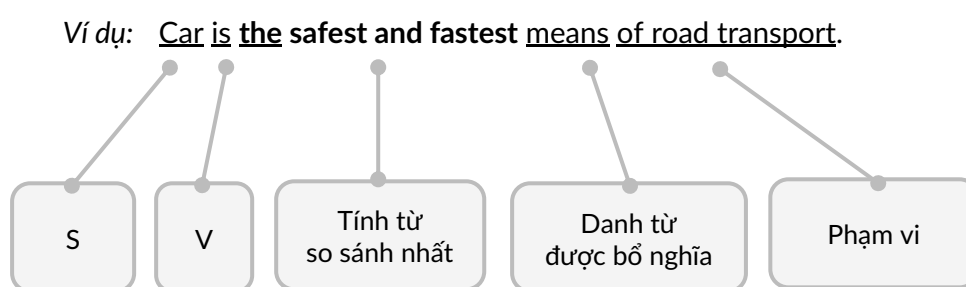 Ví dụ: Car is the safest and fastest means of road transport.
S
V
Tính từ
so sánh nhất
Danh từ
được bổ nghĩa
Phạm vi